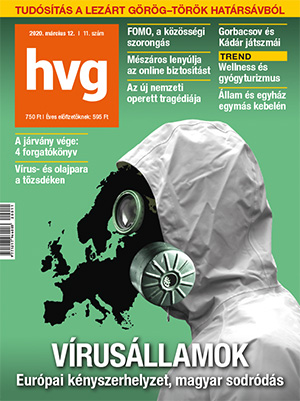 TUDÓSÍTÁS A LEZÁRT GÖRÖG–TÖRÖK HATÁRSÁVBÓL
2020. március 12. | 11. szám
hvg
750 Ft | Éves előfizetőknek: 595 Ft
FOMO, a közösségi
szorongás
Mészáros lenyúlja
az online biztosítást
Az új nemzeti
operett tragédiája
Gorbacsov és
Kádár játszmái
TREND
Wellness és
gyógyturizmus
Állam és egyház
egymás kebelén
A járvány vége:
4 forgatókönyv
Vírus- és olajpara
a tőzsdéken
VÍRUSÁLLAMOK
Európai kényszerhelyzet, magyar sodródás